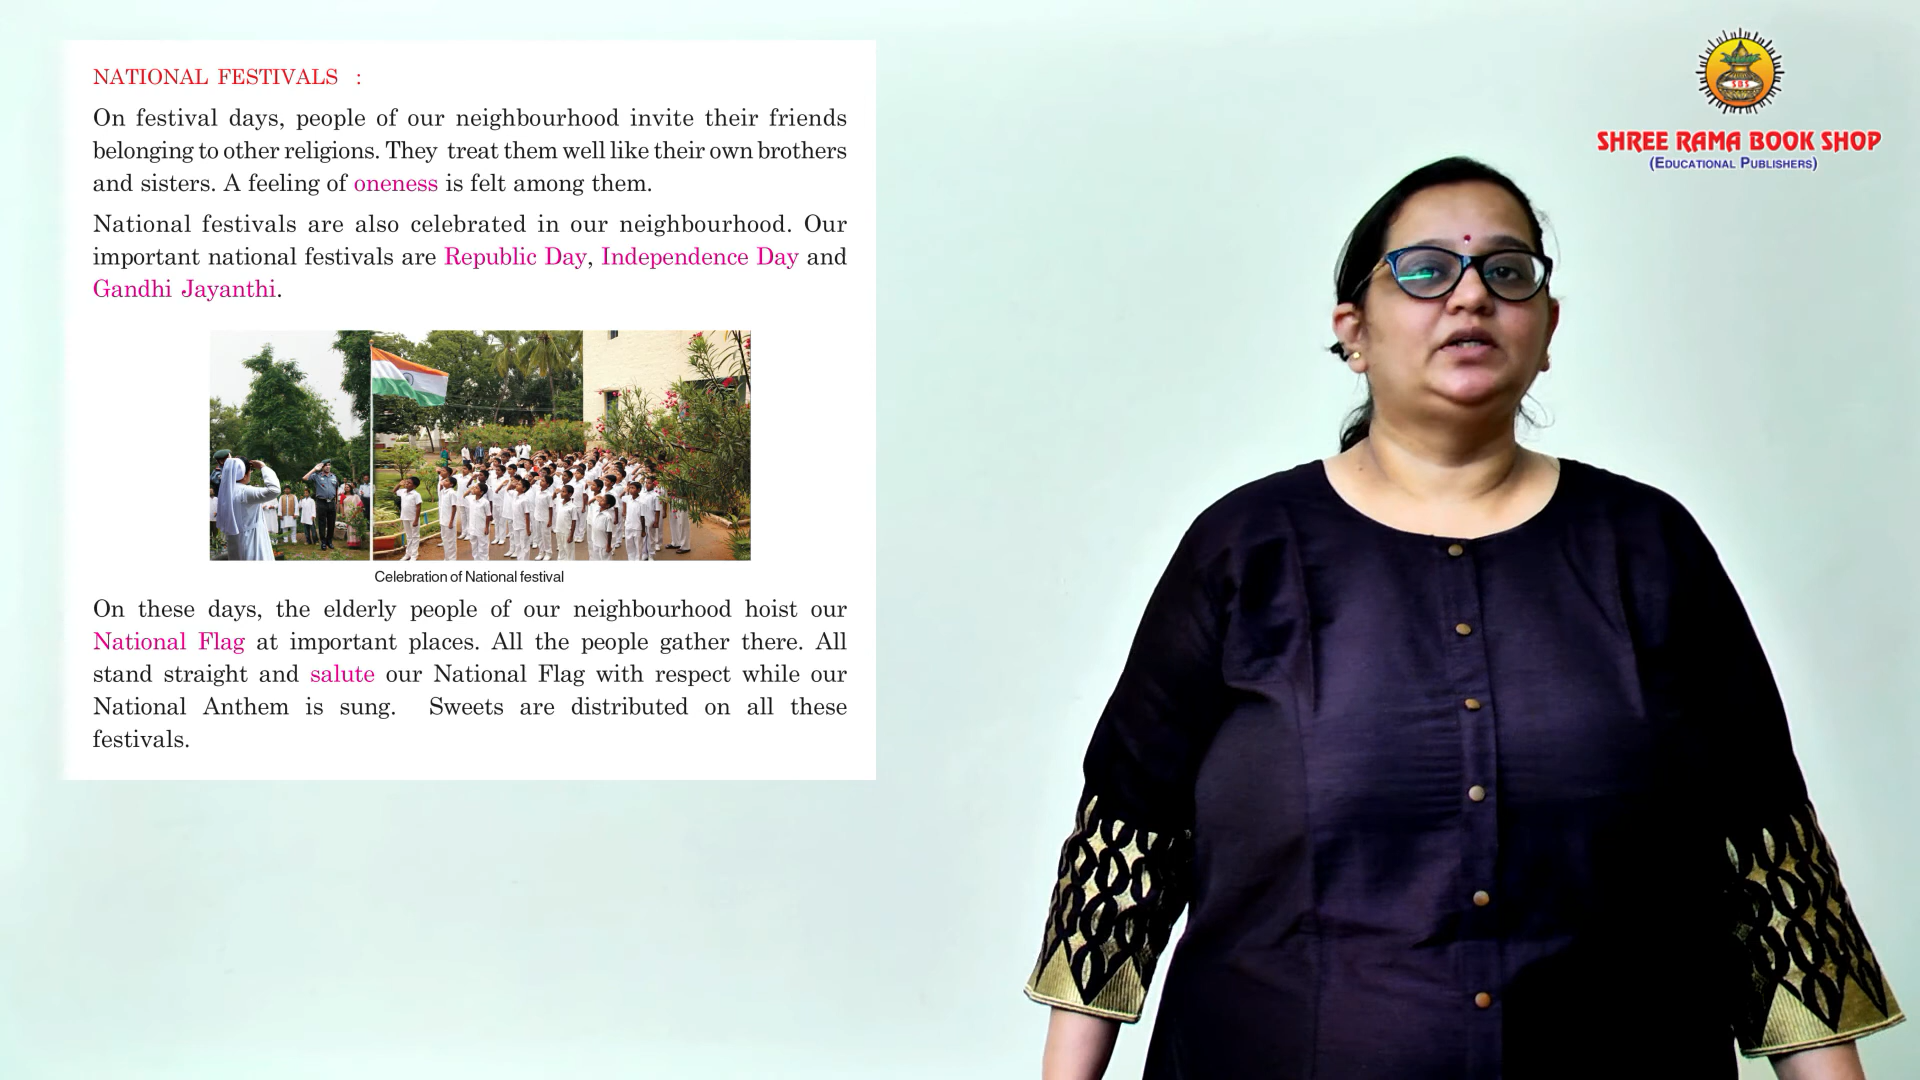 NATIONAL FESTIVALS :
On festival days, people of our neighbourhood invite their friends
belonging to other religions. They treat them well like their own brothers
and sisters. A feeling of oneness is felt among them.
National festivals are also celebrated in our neighbourhood. Our
important national festivals are Republic Day, Independence Day and
Gandhi Jayanthi.
Celebration of National festival
On these days, the elderly people of our neighbourhood hoist our
National Flag at important places. All the people gather there. All
stand straight and salute our National Flag with respect while our
National Anthem is sung. Sweets are distributed on all these
festivals.
SBS
SHREE RAMA BOOK SHOP
(EDUCATIONAL PUBLISHERS)